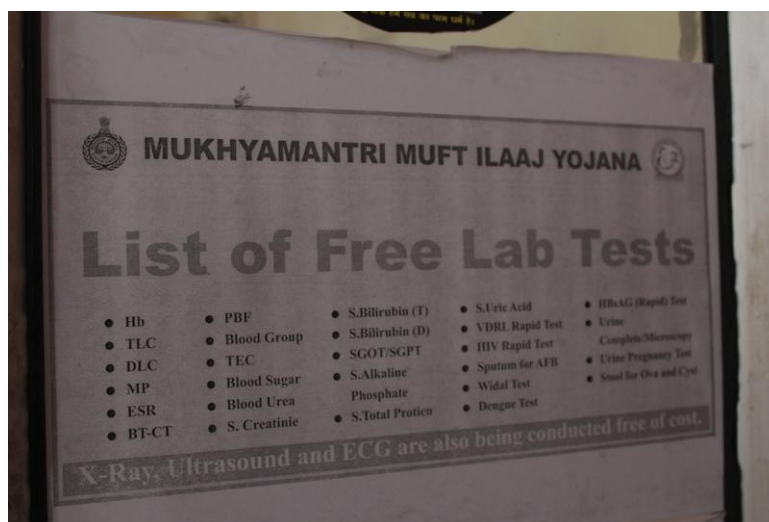 का परम धर्म है।
MUKHYAMANTRI MUFT ILAAJ YOJANA
List of Free Lab Tests
Hb
TLC
DLC
MP
ESR
BT-CT
PBF
Blood Group
TEC
Blood Sugar
Blood Urea
S. Creatinie
S.Bilirubin (T)
S.Bilirubin (D)
SGOT/SGPT
S.Alkaline
Phosphate
S.Total Protien
S.Uric Acid
VDRL Rapid Test
HIV Rapid Test
Sputum for AFB
Widal Test
Dengue Test
HBsAG (Rapid) Test
Urine
Complete/Microscopy
Urine Pregnancy Test
Stool for Ova and Cyst
X-Ray, Ultrasound and ECG are also being conducted free of cost.